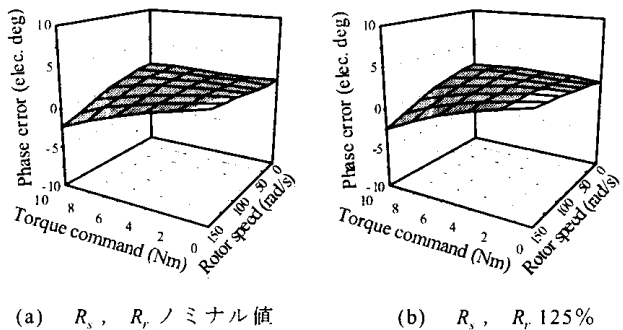 10
5
0
-5
-10
Phase error (elec. deg)
10 8 6 4 2 0
Torque command (Nm)
150 100 50 0
Rotor speed (rad/s)
10
5
0
-5
-10
Phase error (elec. deg)
10 8 6 4 2 0
Torque command (Nm)
150 100 50 0
Rotor speed (rad/s)
(a) Rs , Rr ノミナル値
(b) Rs , Rr 125%